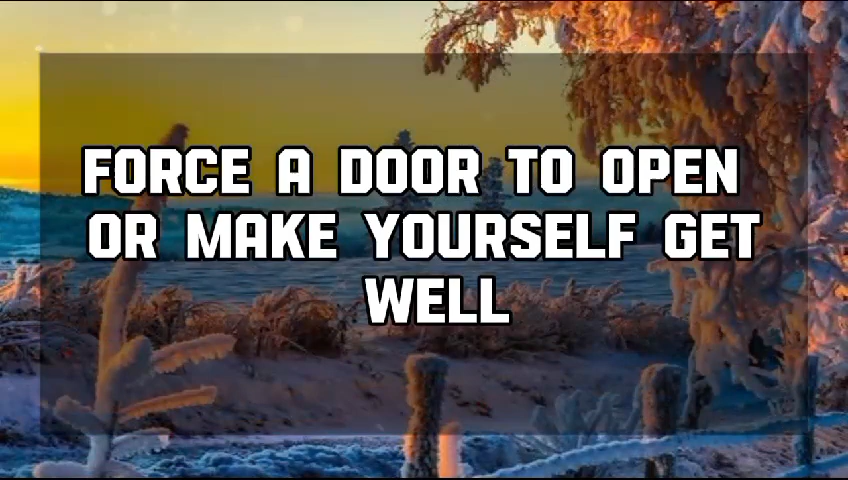 FORCE A DOOR TO OPEN
OR MAKE YOURSELF GET
WELL